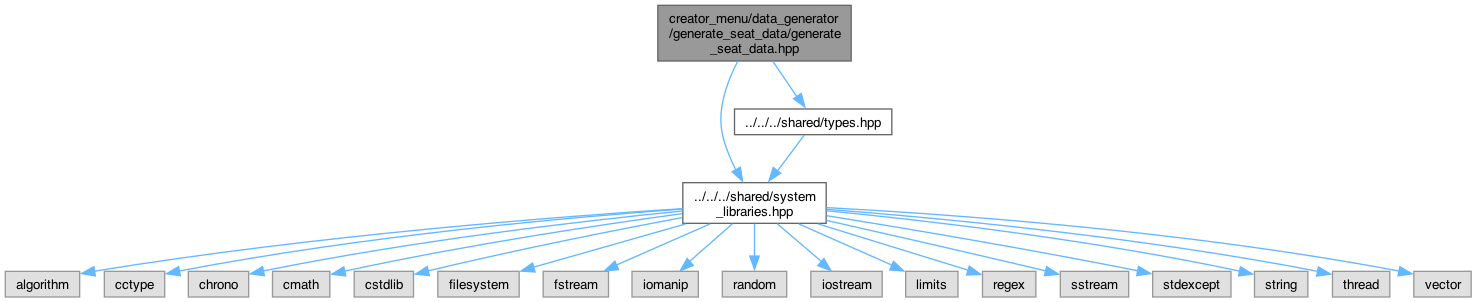 creator_menu/data_generator
/generate_seat_data/generate
_seat_data.hpp
../../../shared/types.hpp
../../../shared/system
_libraries.hpp
algorithm
cctype
chrono
cmath
cstdlib
filesystem
fstream
iomanip
random
iostream
limits
regex
sstream
stdexcept
string
thread
vector